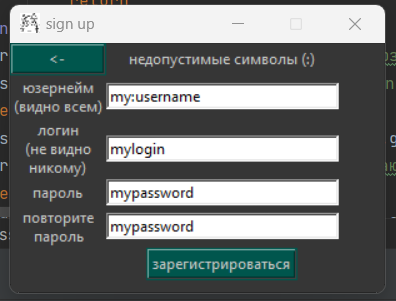 return
sign up
<-
недопустимые символы (:)
юзернейм
(видно всем)
my:username
логин
(не видно
никому)
mylogin
пароль
mypassword
повторите
пароль
mypassword
зарегистрироваться